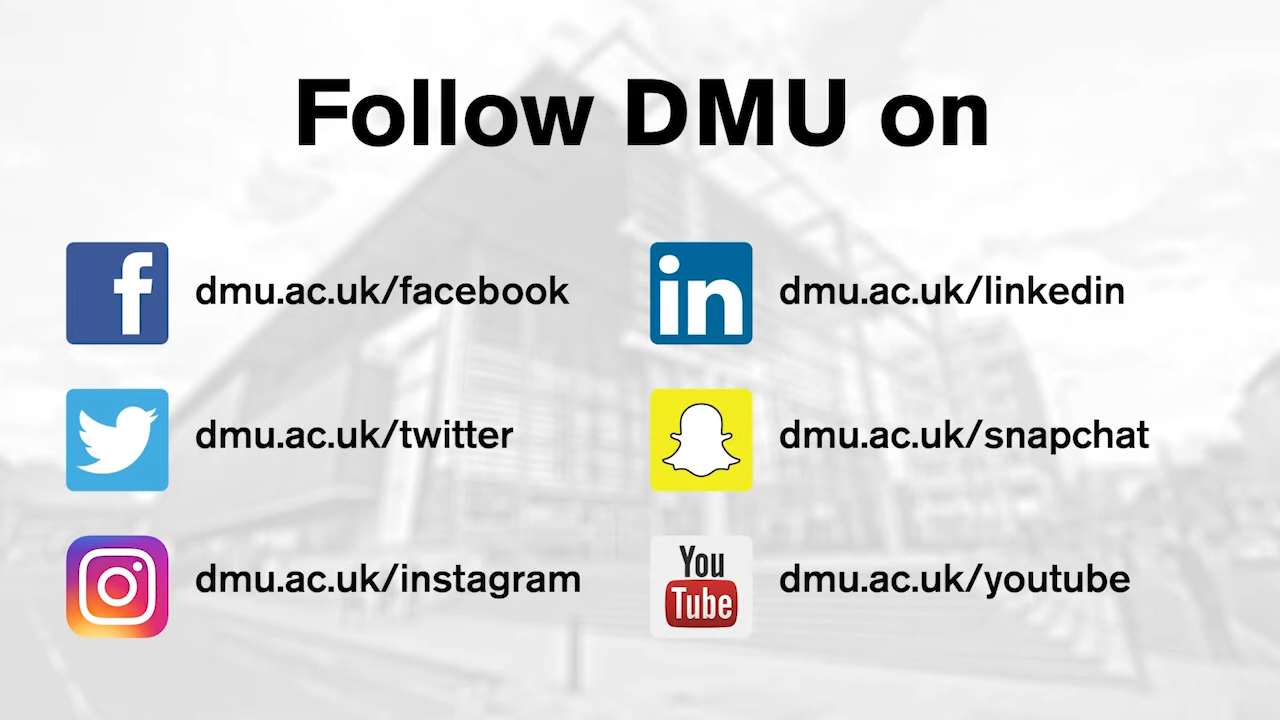 Follow DMU on
dmu.ac.uk/facebook
dmu.ac.uk/twitter
dmu.ac.uk/instagram
in
dmu.ac.uk/linkedin
dmu.ac.uk/snapchat
You
Tube
dmu.ac.uk/youtube